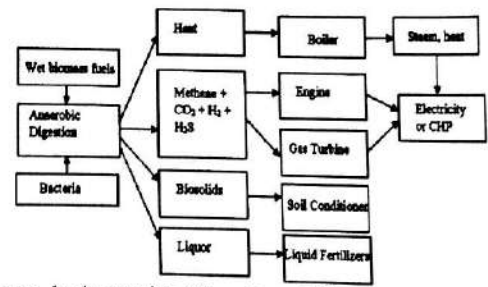 Heat
Boiler
Steam, heat
Wet biomass fuels
Methane +
CO₂ + H₂ +
H₂S
Engine
Anaerobic
Digestion
Electricity
or CHP
Gas Turbine
Bacteria
Biosolids
Soil Conditioner
Liquor
Liquid Fertilizers